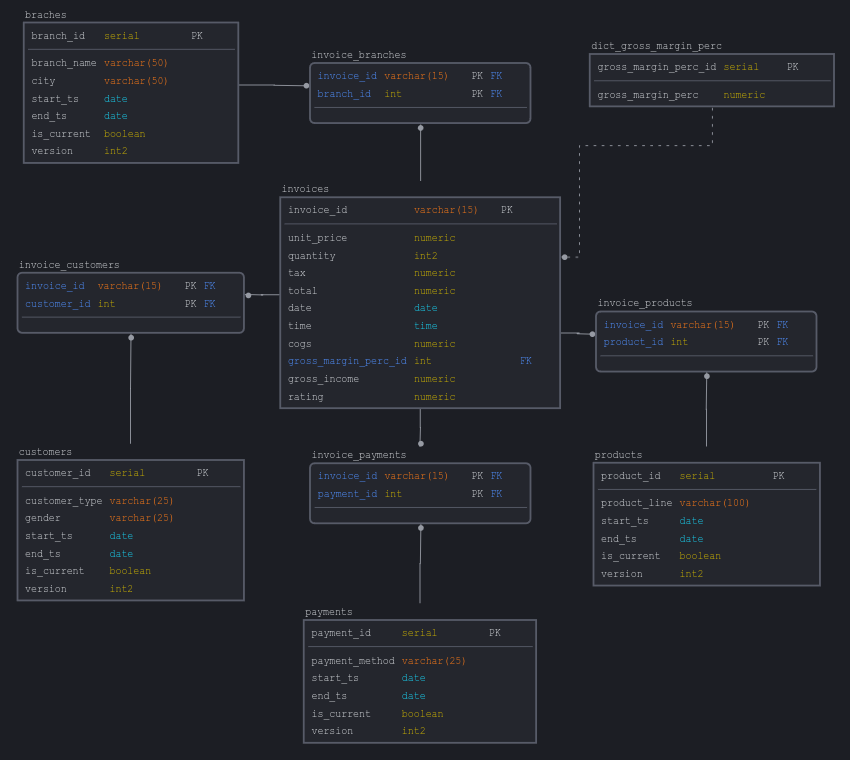 braches
branch_id serial PK
branch_name varchar(50)
city varchar(50)
start_ts date
end_ts date
is_current boolean
version int2
invoice_branches
invoice_id varchar(15) PK FK
branch_id int PK FK
dict_gross_margin_perc
gross_margin_perc_id serial PK
gross_margin_perc numeric
invoices
invoice_id varchar(15) PK
unit_price numeric
quantity int2
tax numeric
total numeric
date date
time time
cogs numeric
gross_margin_perc_id int FK
gross_income numeric
rating numeric
invoice_customers
invoice_id varchar(15) PK FK
customer_id int PK FK
invoice_products
invoice_id varchar(15) PK FK
product_id int PK FK
customers
customer_id serial PK
customer_type varchar(25)
gender varchar(25)
start_ts date
end_ts date
is_current boolean
version int2
invoice_payments
invoice_id varchar(15) PK FK
payment_id int PK FK
products
product_id serial PK
product_line varchar(100)
start_ts date
end_ts date
is_current boolean
version int2
payments
payment_id serial PK
payment_method varchar(25)
start_ts date
end_ts date
is_current boolean
version int2